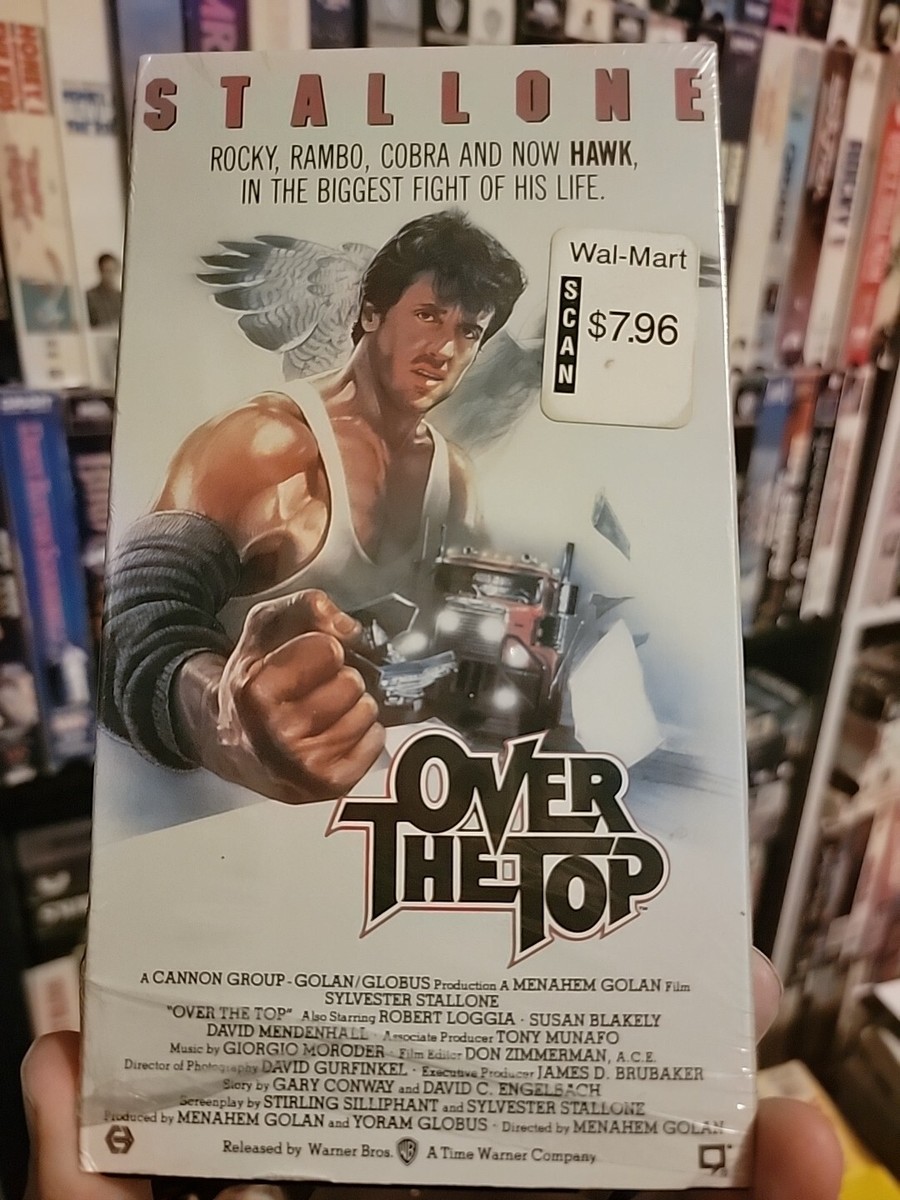 STALLONE
ROCKY, RAMBO, COBRA AND NOW HAWK,
IN THE BIGGEST FIGHT OF HIS LIFE.
Wal-Mart
SCAN
$7.96
OVER
THE TOP
A CANNON GROUP - GOLAN/GLOBUS Production A MENAHEM GOLAN Film
SYLVESTER STALLONE
"OVER THE TOP" Also Starring ROBERT LOGGIA · SUSAN BLAKELY
DAVID MENDENHALL · Associate Producer TONY MUNAFO
Music by GIORGIO MORODER · Film Editor DON ZIMMERMAN, A.C.E.
Director of Photography DAVID GURFINKEL · Executive Producer JAMES D. BRUBAKER
Story by GARY CONWAY and DAVID C. ENGELBACH
Screenplay by STIRLING SILLIPHANT and SYLVESTER STALLONE
Produced by MENAHEM GOLAN and YORAM GLOBUS · Directed by MENAHEM GOLAN
Released by Warner Bros. WB A Time Warner Company